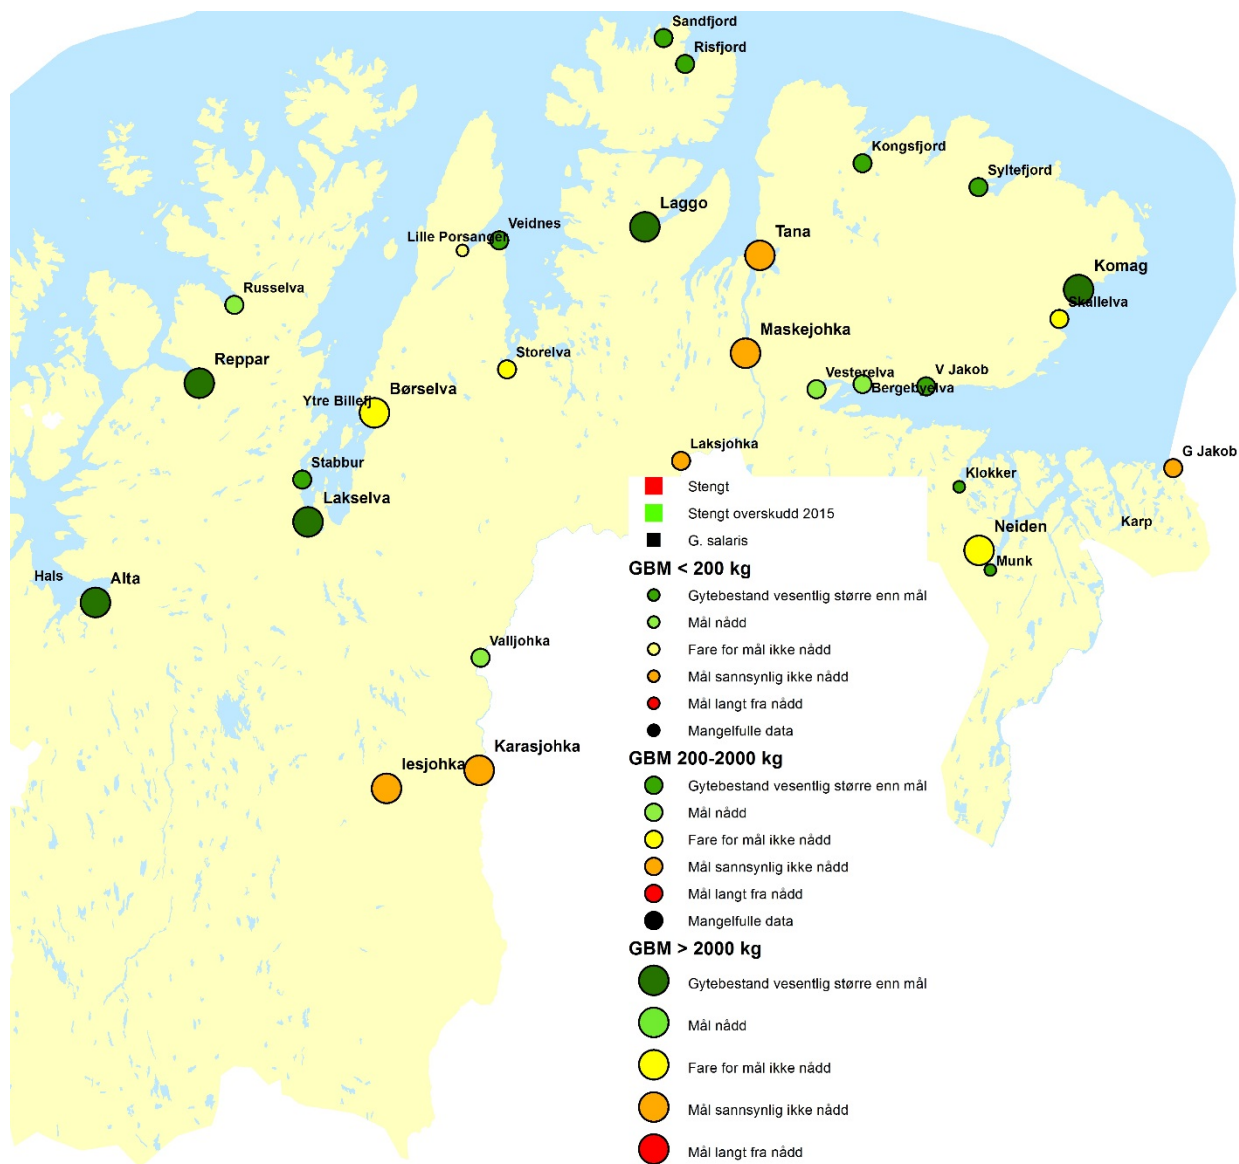 Sandfjord
Risfjord
Kongsfjord
Syltefjord
Laggo
Veidnes
Lille Porsanger
Tana
Komag
Russelva
Skallelva
Maskejohka
Reppar
Storelva
Vesterelva
V Jakob
Børselva
Bergebyelva
Ytre Billefj
Laksjohka
G Jakob
Stabbur
Klokker
Lakselva
Karp
Neiden
Munk
Hals
Alta
Valljohka
Karasjohka
Iesjohka
Stengt
Stengt overskudd 2015
G. salaris
GBM < 200 kg
Gytebestand vesentlig større enn mål
Mål nådd
Fare for mål ikke nådd
Mål sannsynlig ikke nådd
Mål langt fra nådd
Mangelfulle data
GBM 200-2000 kg
Gytebestand vesentlig større enn mål
Mål nådd
Fare for mål ikke nådd
Mål sannsynlig ikke nådd
Mål langt fra nådd
Mangelfulle data
GBM > 2000 kg
Gytebestand vesentlig større enn mål
Mål nådd
Fare for mål ikke nådd
Mål sannsynlig ikke nådd
Mål langt fra nådd